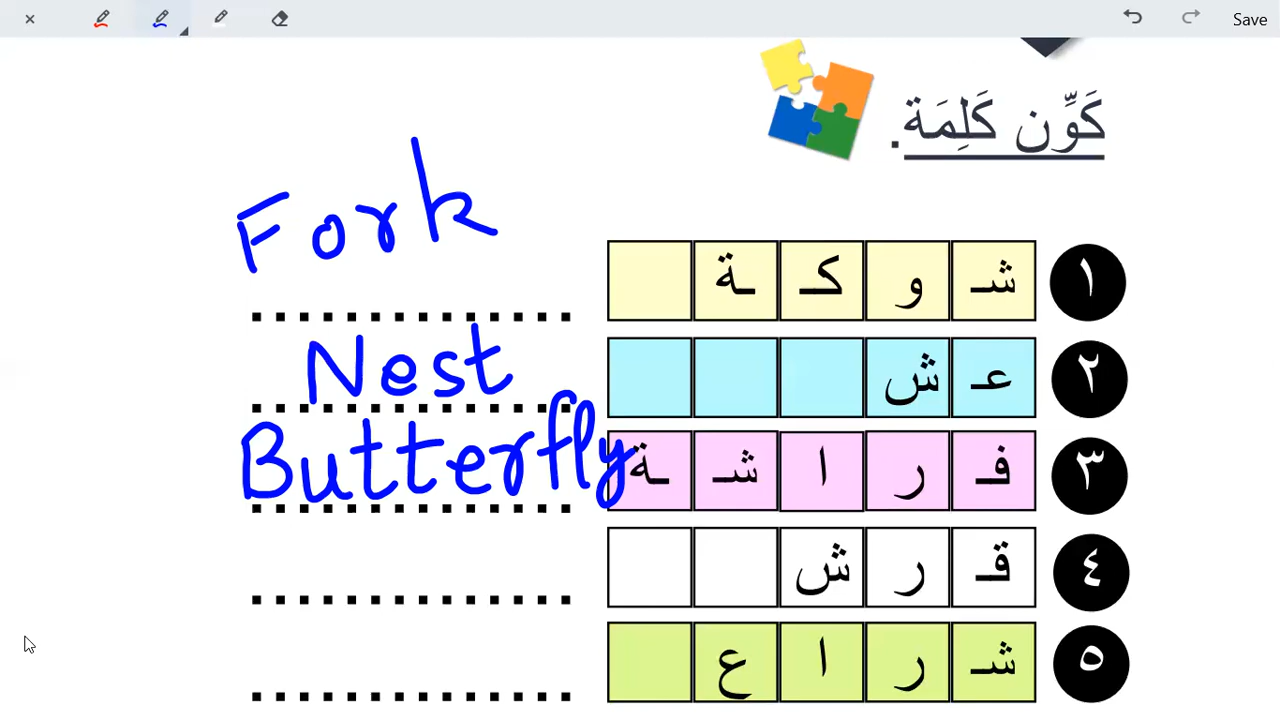 Save
كَوِّن كَلِمَة.
Fork
شـ و كـ ـة ١
Nest
عـ ش ٢
Butterfly
فـ ر ا شـ ـة ٣
قـ ر ش ٤
شـ ر ا ع ٥